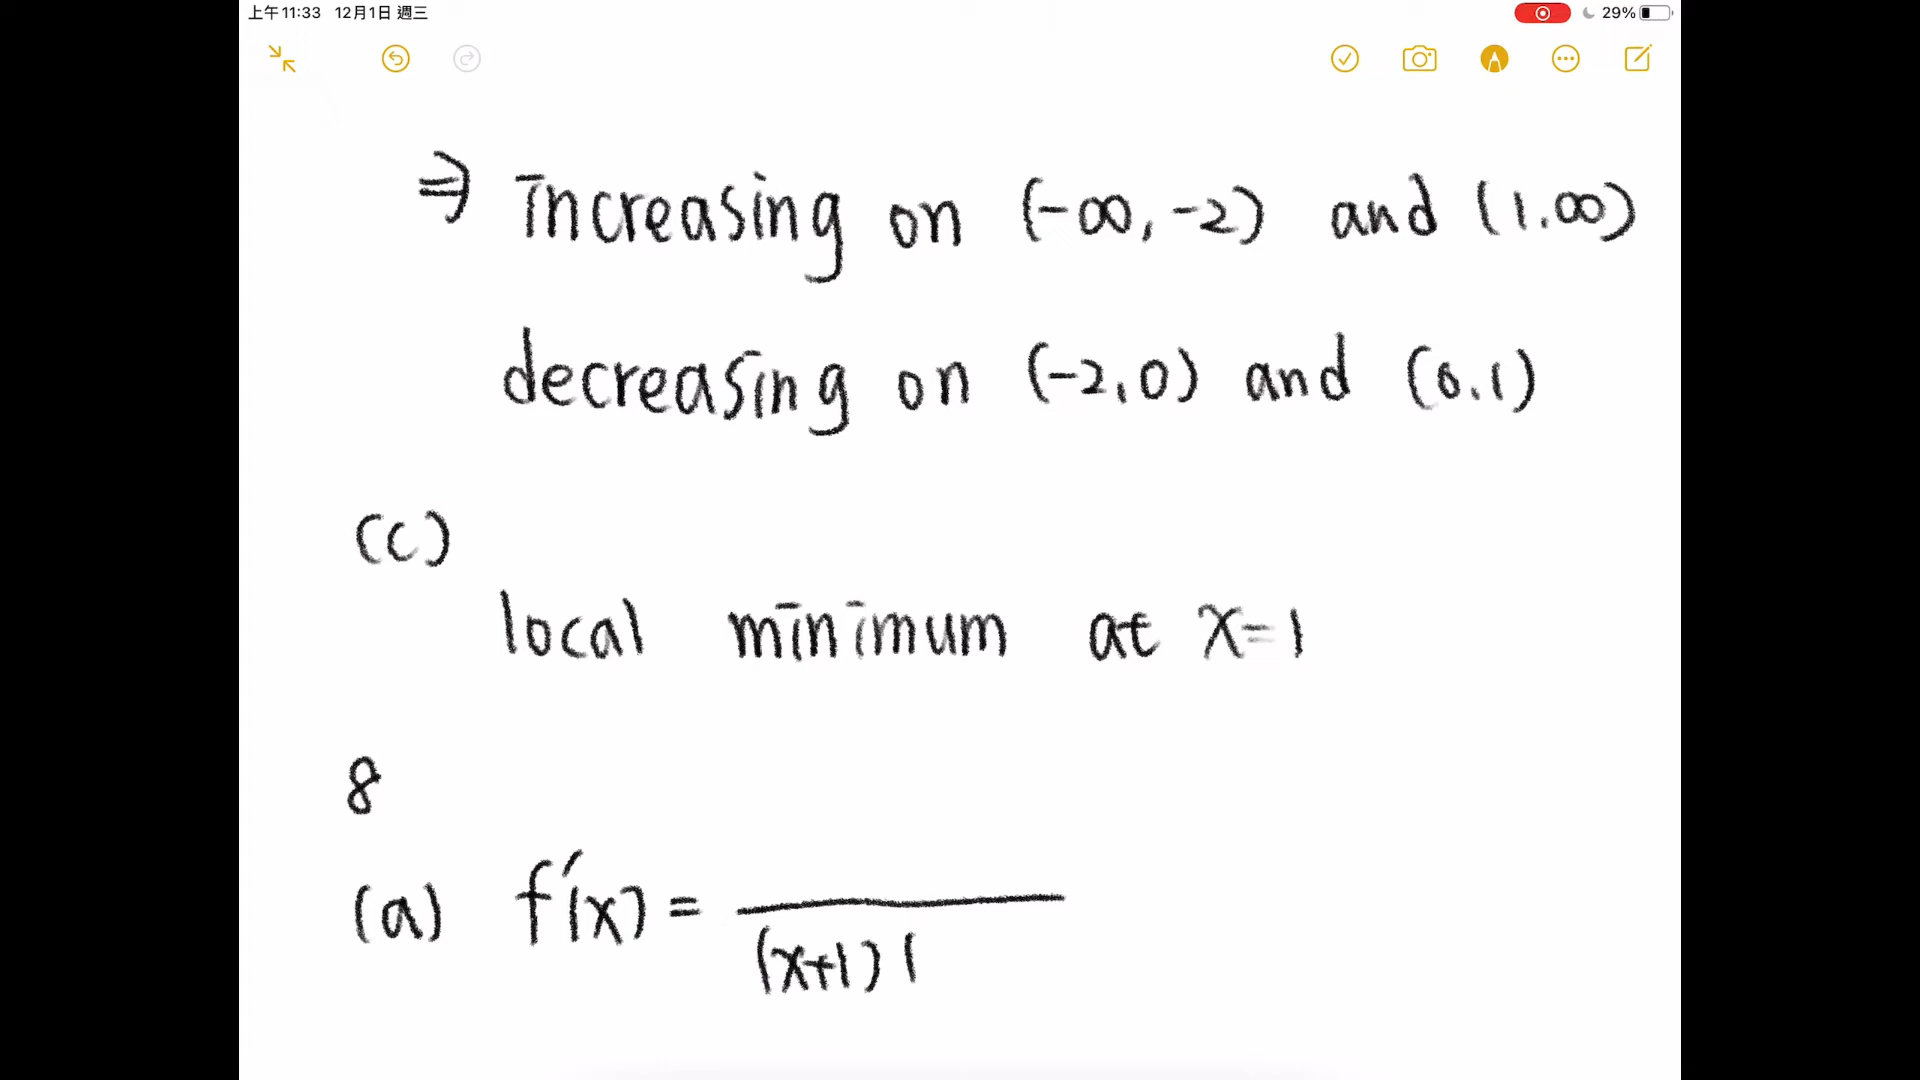 上午11:33 12月1日 週三 29%
⇒ increasing on (-∞,-2) and (1.∞)
decreasing on (-2,0) and (0.1)
(c)
local minimum at x=1
8
(a) f'(x) = ———
(x+1)(